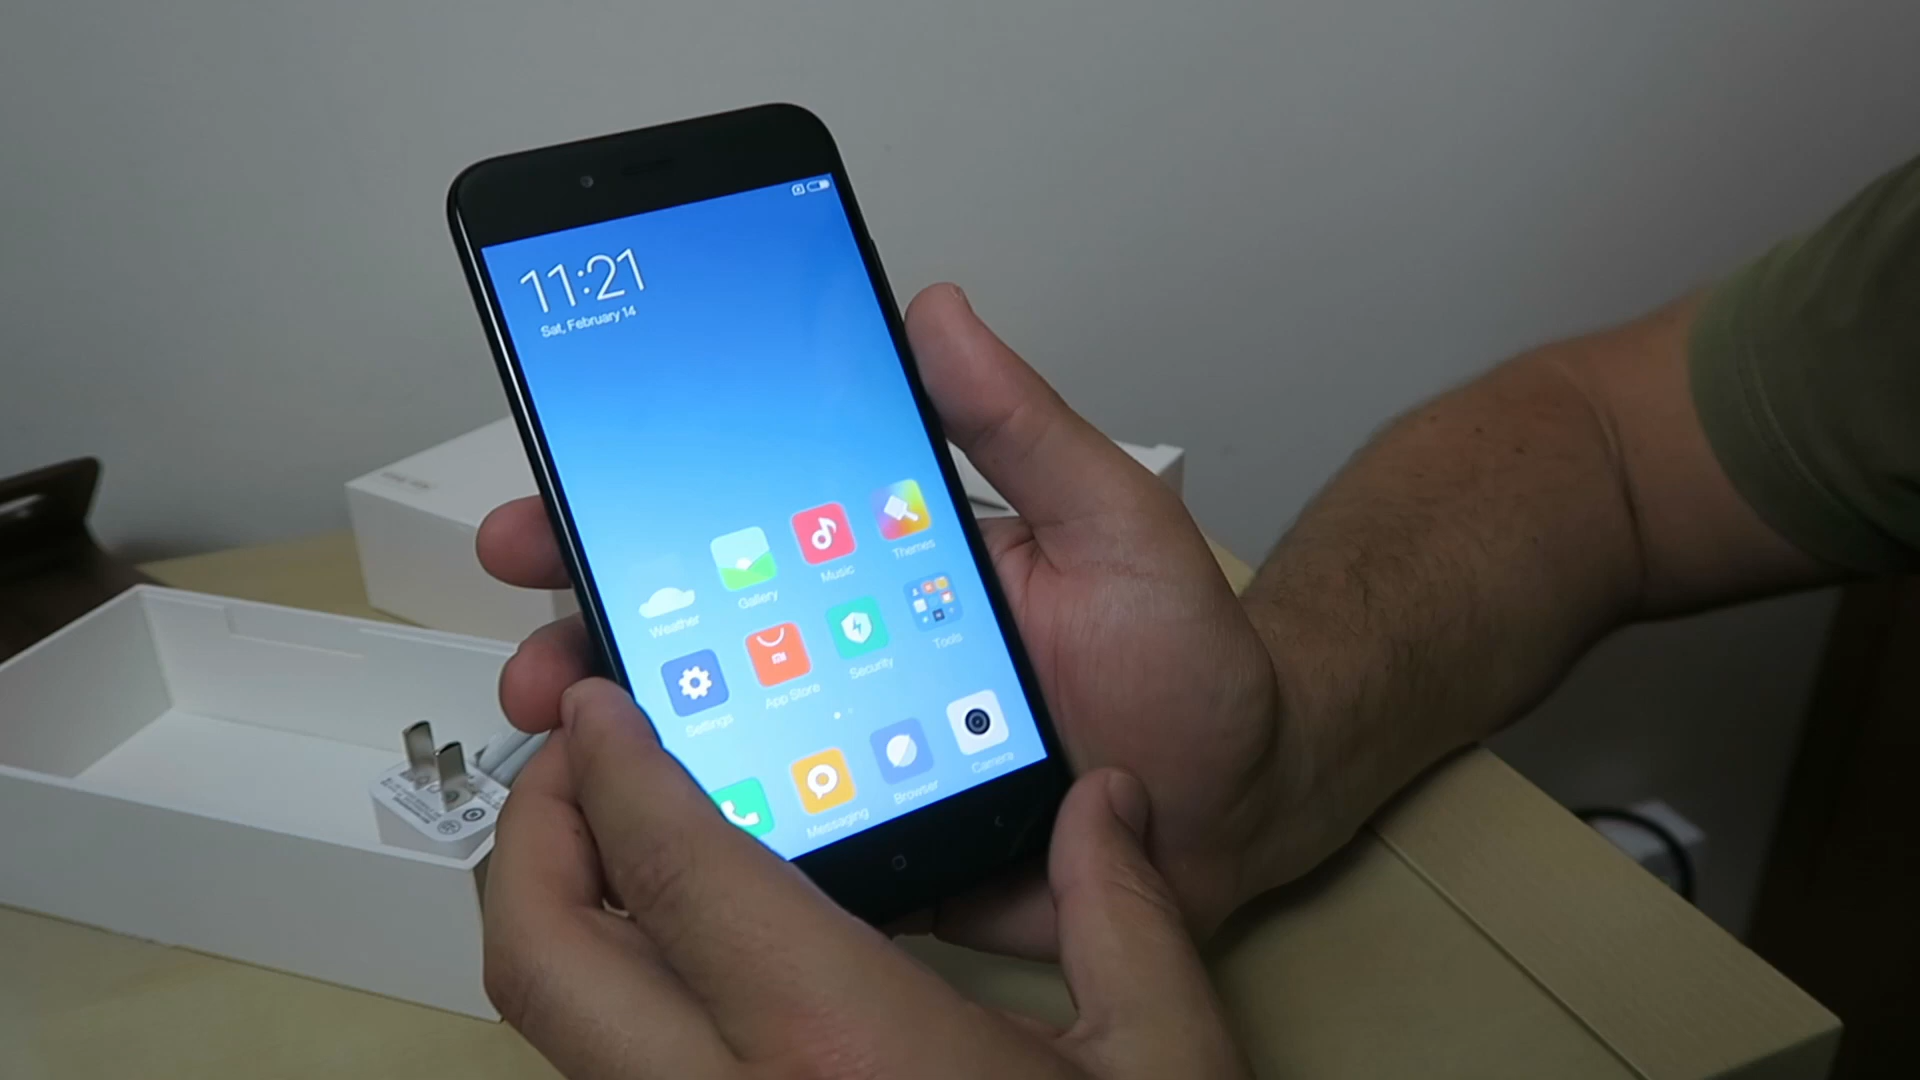 11:21
Sat, February 14
Weather
Gallery
Music
Themes
Settings
App Store
Security
Tools
Messaging
Browser
Camera